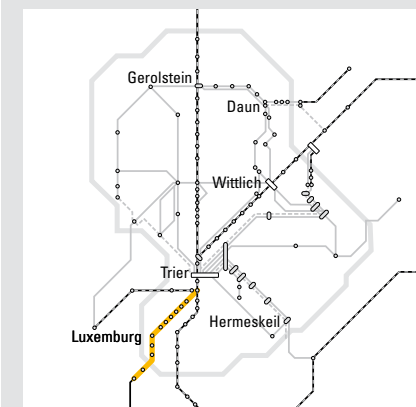 Gerolstein
Daun
Wittlich
Trier
Hermeskeil
Luxemburg